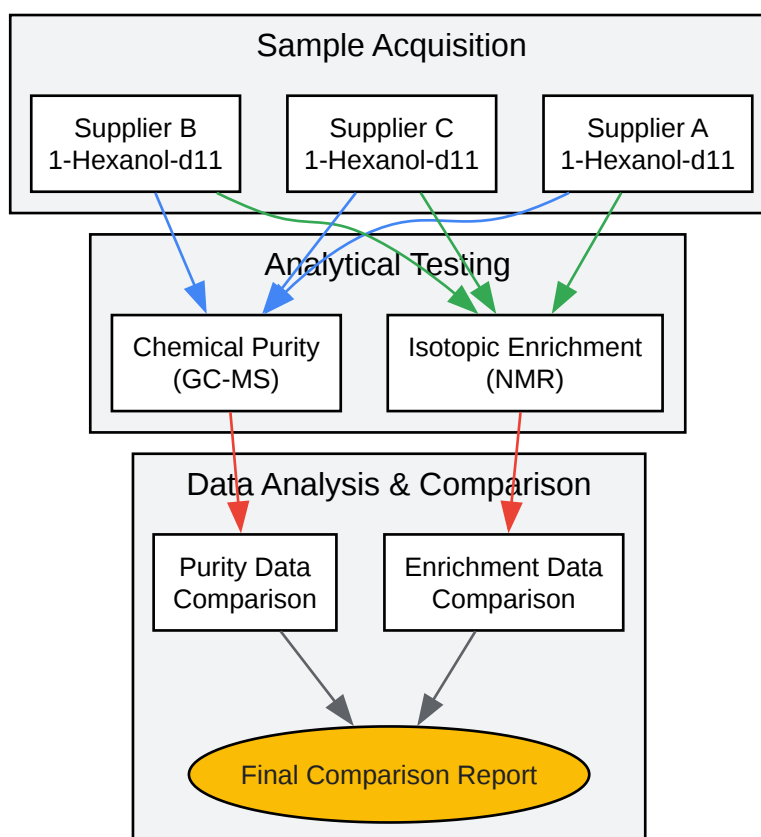 Sample Acquisition
Supplier B
1-Hexanol-d11
Supplier C
1-Hexanol-d11
Supplier A
1-Hexanol-d11
Analytical Testing
Chemical Purity
(GC-MS)
Isotopic Enrichment
(NMR)
Data Analysis & Comparison
Purity Data
Comparison
Enrichment Data
Comparison
Final Comparison Report